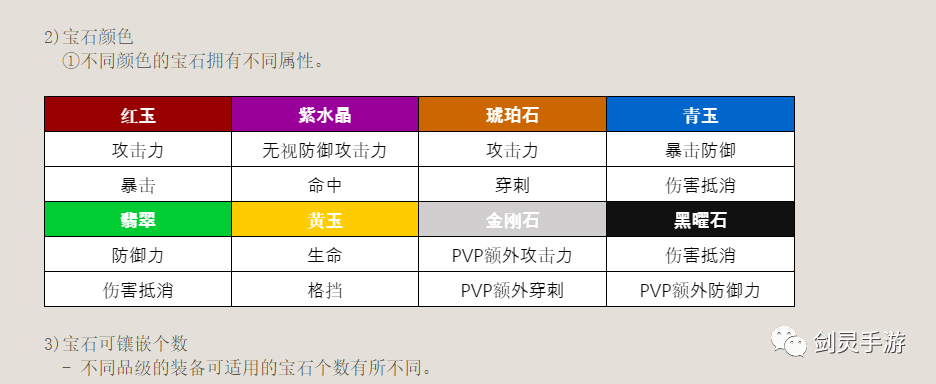 2)宝石颜色
①不同颜色的宝石拥有不同属性。
红玉 紫水晶 琥珀石 青玉
攻击力 无视防御攻击力 攻击力 暴击防御
暴击 命中 穿刺 伤害抵消
翡翠 黄玉 金刚石 黑曜石
防御力 生命 PVP额外攻击力 伤害抵消
伤害抵消 格挡 PVP额外穿刺 PVP额外防御力
3)宝石可镶嵌个数
- 不同品级的装备可适用的宝石个数有所不同。
剑灵手游